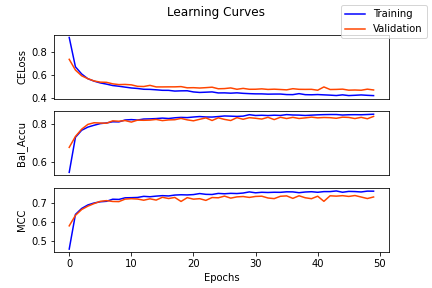 Learning Curves
Training
Validation
CELoss
0.8
0.6
0.4
Bal_Accu
0.8
0.6
MCC
0.7
0.6
0.5
0 10 20 30 40 50
Epochs